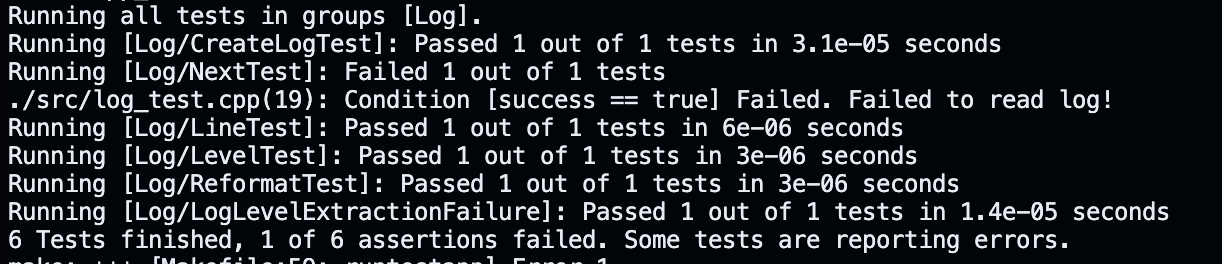 Running all tests in groups [Log].
Running [Log/CreateLogTest]: Passed 1 out of 1 tests in 3.1e-05 seconds
Running [Log/NextTest]: Failed 1 out of 1 tests
./src/log_test.cpp(19): Condition [success == true] Failed. Failed to read log!
Running [Log/LineTest]: Passed 1 out of 1 tests in 6e-06 seconds
Running [Log/LevelTest]: Passed 1 out of 1 tests in 3e-06 seconds
Running [Log/ReformatTest]: Passed 1 out of 1 tests in 3e-06 seconds
Running [Log/LogLevelExtractionFailure]: Passed 1 out of 1 tests in 1.4e-05 seconds
6 Tests finished, 1 of 6 assertions failed. Some tests are reporting errors.